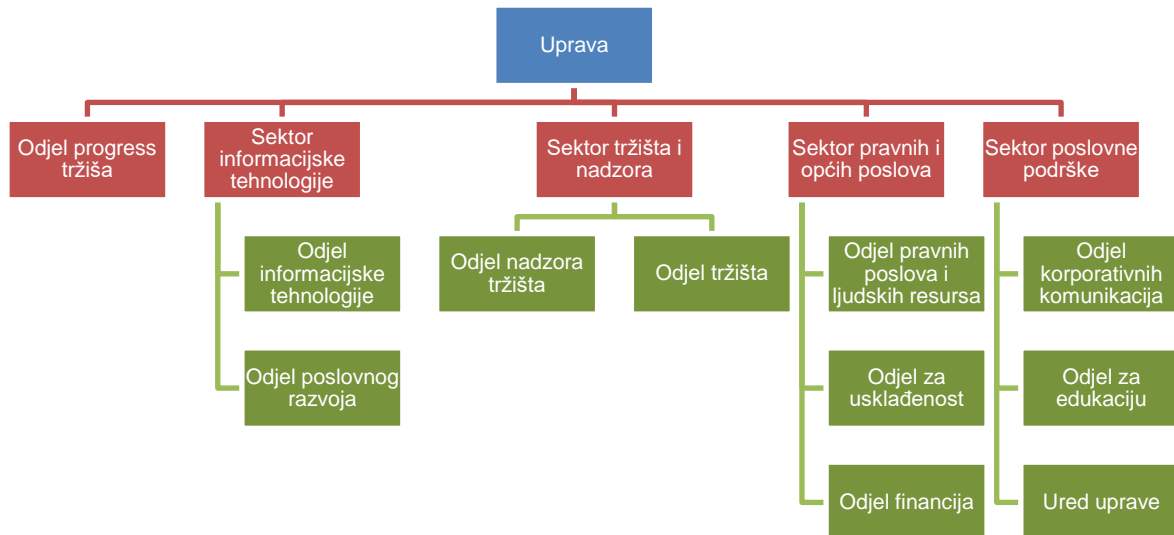 Uprava
Odjel progress
tržiša
Sektor
informacijske
tehnologije
Sektor tržišta i
nadzora
Sektor pravnih i
općih poslova
Sektor poslovne
podrške
Odjel
informacijske
tehnologije
Odjel nadzora
tržišta
Odjel tržišta
Odjel pravnih
poslova i
ljudskih resursa
Odjel
korporativnih
komunikacija
Odjel poslovnog
razvoja
Odjel za
usklađenost
Odjel za
edukaciju
Odjel financija
Ured uprave